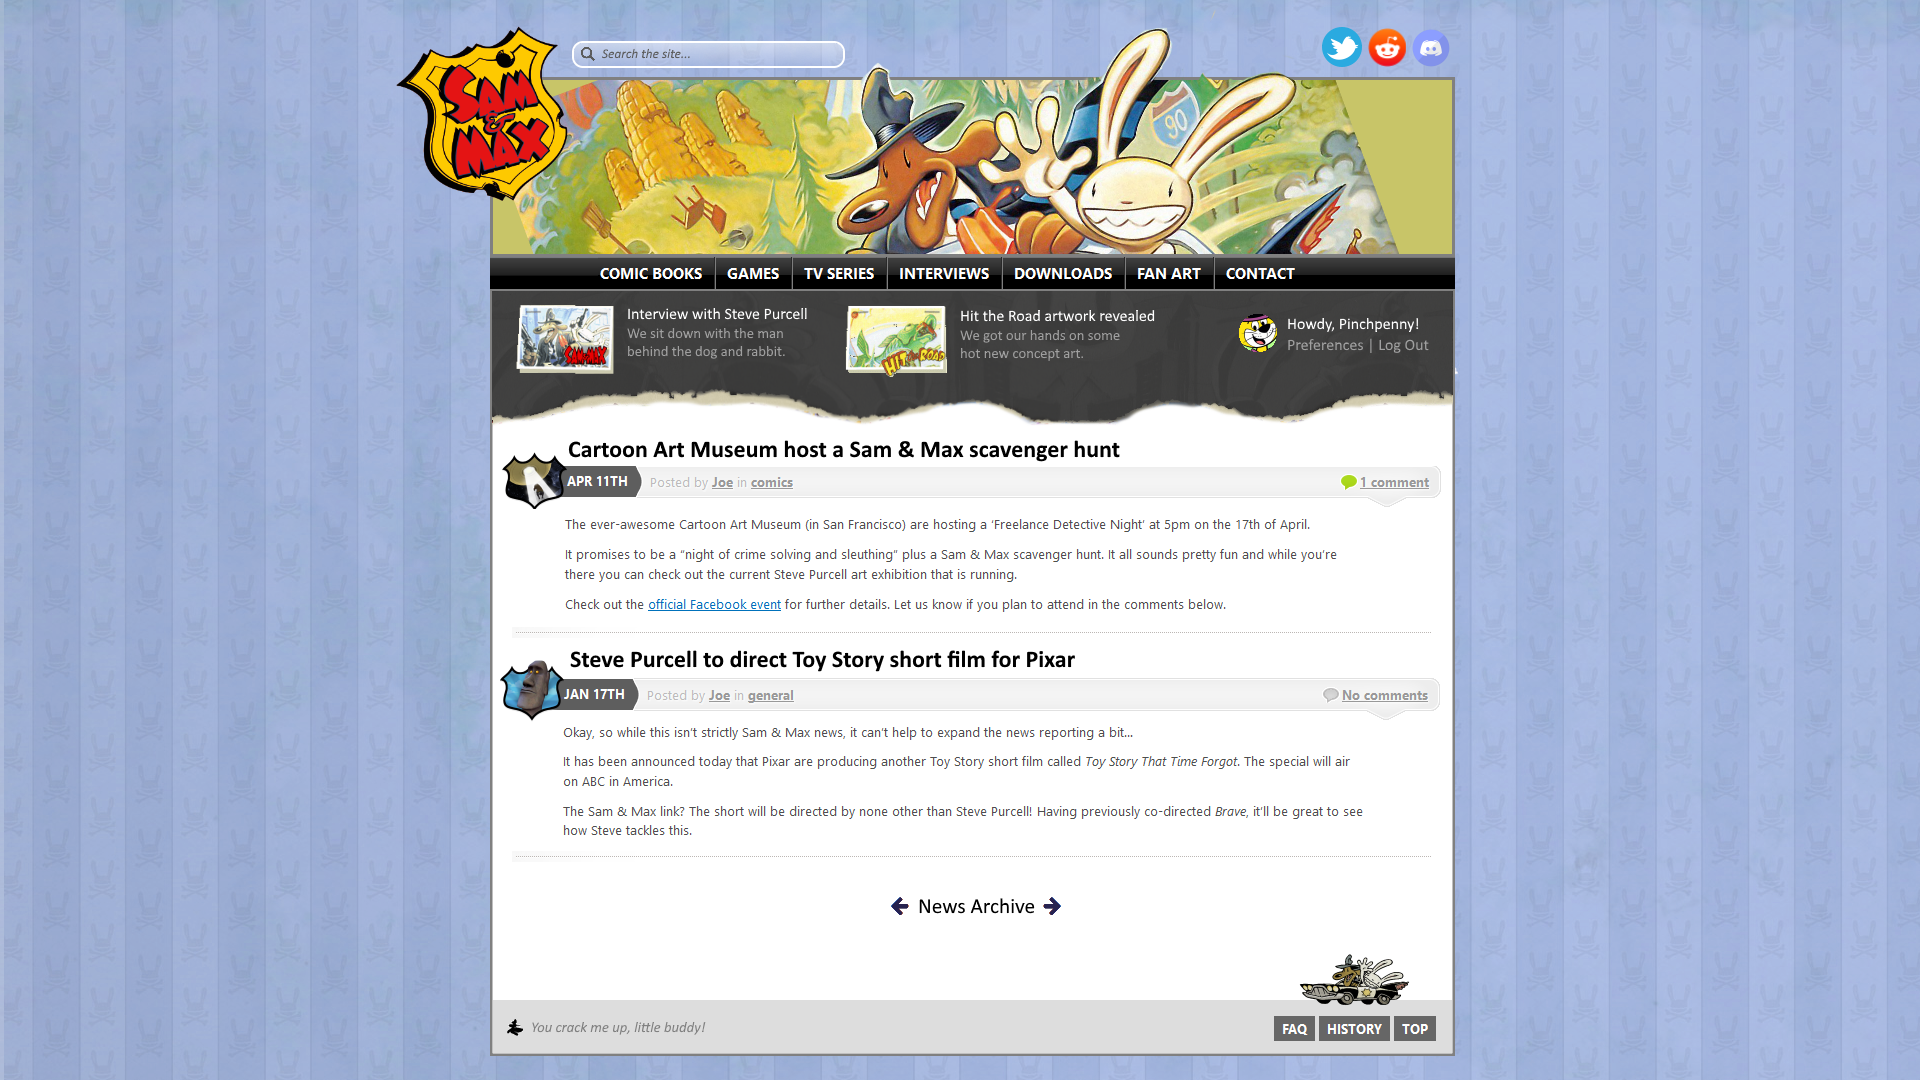 SAM & MAX
Search the site...
90
COMIC BOOKS
GAMES
TV SERIES
INTERVIEWS
DOWNLOADS
FAN ART
CONTACT
SAM & MAX
Interview with Steve Purcell
We sit down with the man
behind the dog and rabbit.
HIT the ROAD
Hit the Road artwork revealed
We got our hands on some
hot new concept art.
Howdy, Pinchpenny!
Preferences | Log Out
Cartoon Art Museum host a Sam & Max scavenger hunt
APR 11TH
Posted by Joe in comics
1 comment
The ever-awesome Cartoon Art Museum (in San Francisco) are hosting a ‘Freelance Detective Night’ at 5pm on the 17th of April.
It promises to be a “night of crime solving and sleuthing” plus a Sam & Max scavenger hunt. It all sounds pretty fun and while you’re
there you can check out the current Steve Purcell art exhibition that is running.
Check out the official Facebook event for further details. Let us know if you plan to attend in the comments below.
Steve Purcell to direct Toy Story short film for Pixar
JAN 17TH
Posted by Joe in general
No comments
Okay, so while this isn’t strictly Sam & Max news, it can’t help to expand the news reporting a bit...
It has been announced today that Pixar are producing another Toy Story short film called Toy Story That Time Forgot. The special will air
on ABC in America.
The Sam & Max link? The short will be directed by none other than Steve Purcell! Having previously co-directed Brave, it’ll be great to see
how Steve tackles this.
News Archive
You crack me up, little buddy!
FAQ
HISTORY
TOP